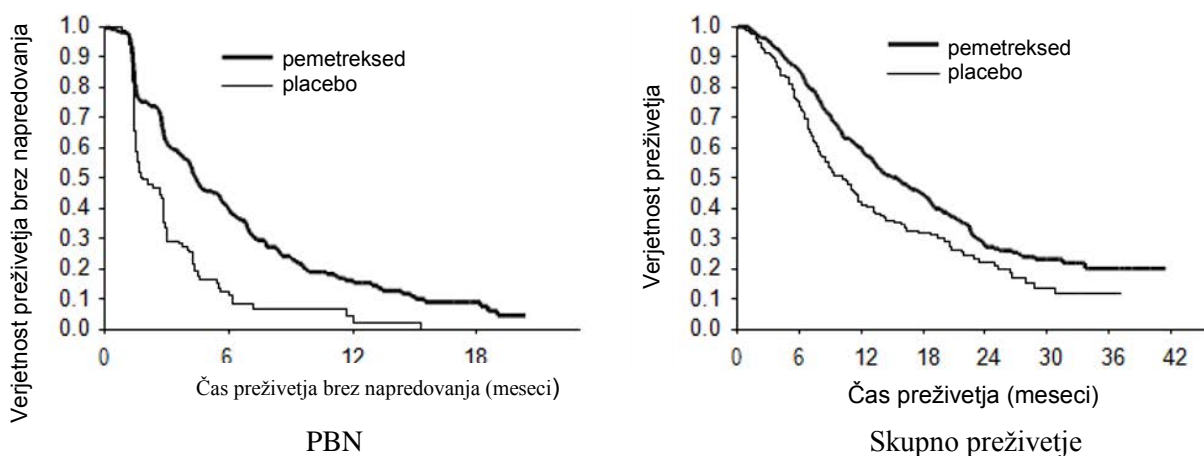 Verjetnost preživetja brez napredovanja
1.0
0.9
0.8
0.7
0.6
0.5
0.4
0.3
0.2
0.1
0.0
pemetreksed
placebo
0 6 12 18
Čas preživetja brez napredovanja (meseci)
PBN
Verjetnost preživetja
1.0
0.9
0.8
0.7
0.6
0.5
0.4
0.3
0.2
0.1
0.0
pemetreksed
placebo
0 6 12 18 24 30 36 42
Čas preživetja (meseci)
Skupno preživetje